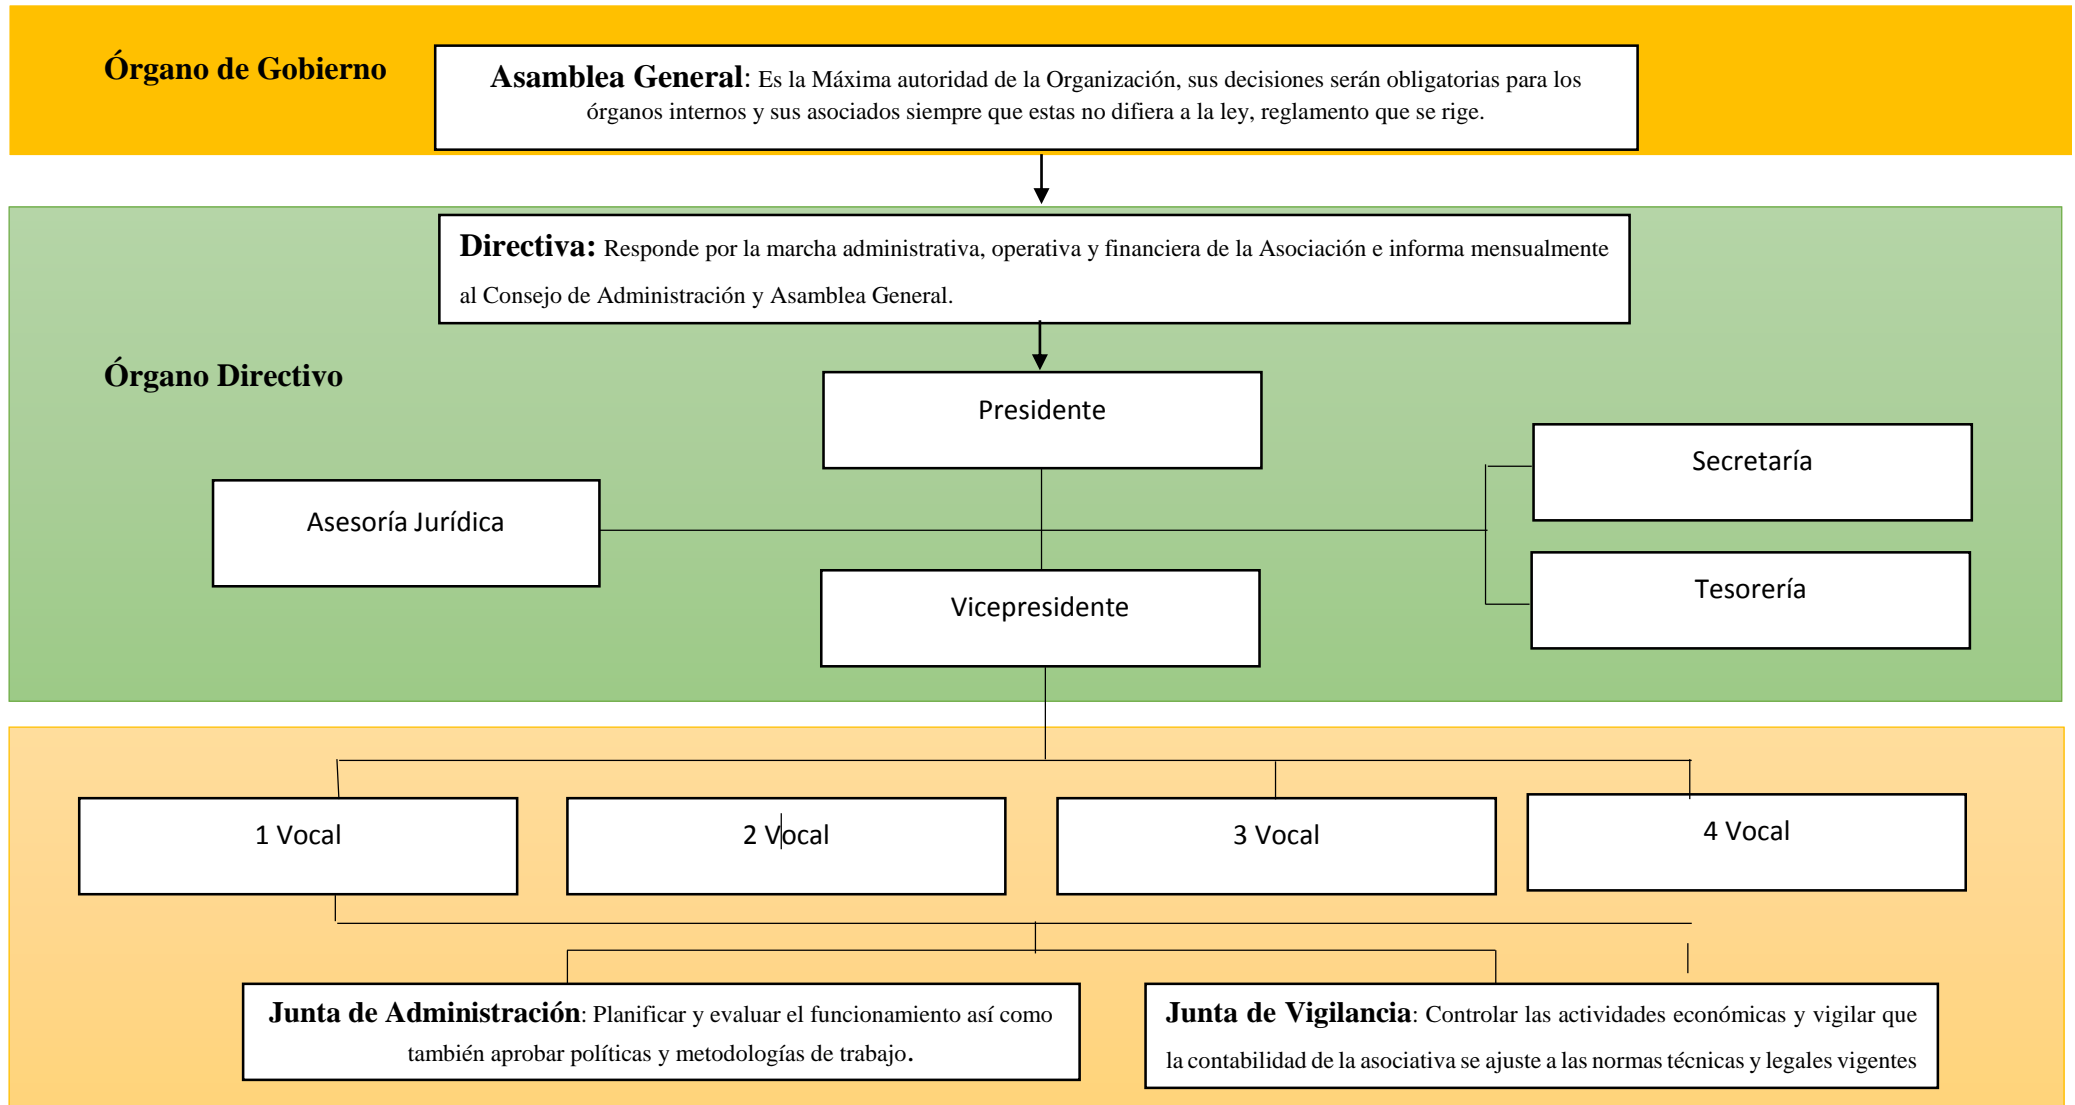 Órgano de Gobierno
Asamblea General: Es la Máxima autoridad de la Organización, sus decisiones serán obligatorias para los
órganos internos y sus asociados siempre que estas no difiera a la ley, reglamento que se rige.
Directiva: Responde por la marcha administrativa, operativa y financiera de la Asociación e informa mensualmente
al Consejo de Administración y Asamblea General.
Órgano Directivo
Presidente
Secretaría
Asesoría Jurídica
Tesorería
Vicepresidente
1 Vocal
2 Vocal
3 Vocal
4 Vocal
Junta de Administración: Planificar y evaluar el funcionamiento así como
también aprobar políticas y metodologías de trabajo.
Junta de Vigilancia: Controlar las actividades económicas y vigilar que
la contabilidad de la asociativa se ajuste a las normas técnicas y legales vigentes